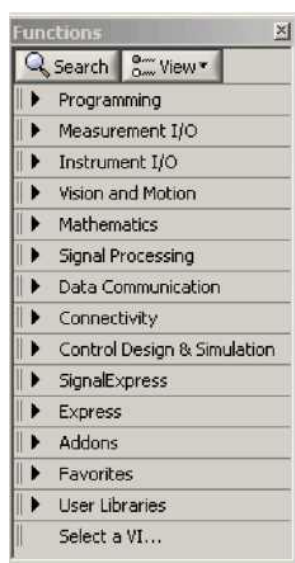 Functions
Search View
Programming
Measurement I/O
Instrument I/O
Vision and Motion
Mathematics
Signal Processing
Data Communication
Connectivity
Control Design & Simulation
SignalExpress
Express
Addons
Favorites
User Libraries
Select a VI...